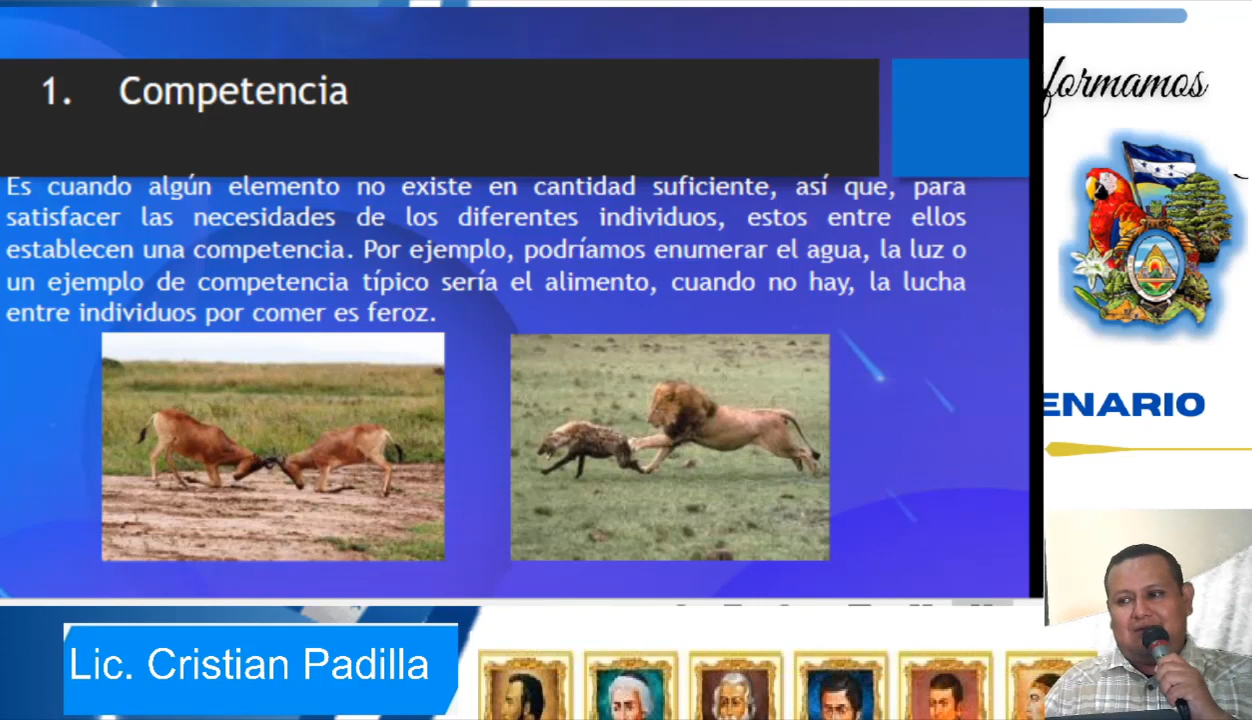 1. Competencia
Es cuando algún elemento no existe en cantidad suficiente, así que, para
satisfacer las necesidades de los diferentes individuos, estos entre ellos
establecen una competencia. Por ejemplo, podríamos enumerar el agua, la luz o
un ejemplo de competencia típico sería el alimento, cuando no hay, la lucha
entre individuos por comer es feroz.
formamos
ENARIO
Lic. Cristian Padilla